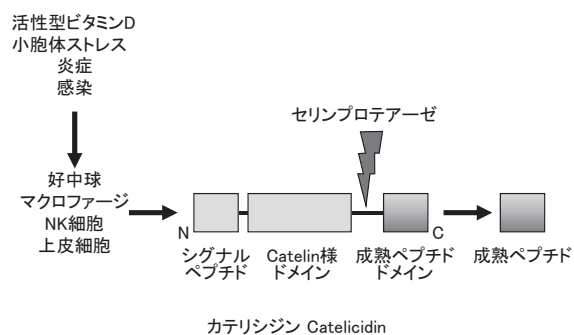 活性型ビタミンD
小胞体ストレス
炎症
感染
好中球
マクロファージ
NK細胞
上皮細胞
セリンプロテアーゼ
N
C
シグナル
ペプチド
Catelin様
ドメイン
成熟ペプチド
ドメイン
成熟ペプチド
カテリシジン Catelicidin